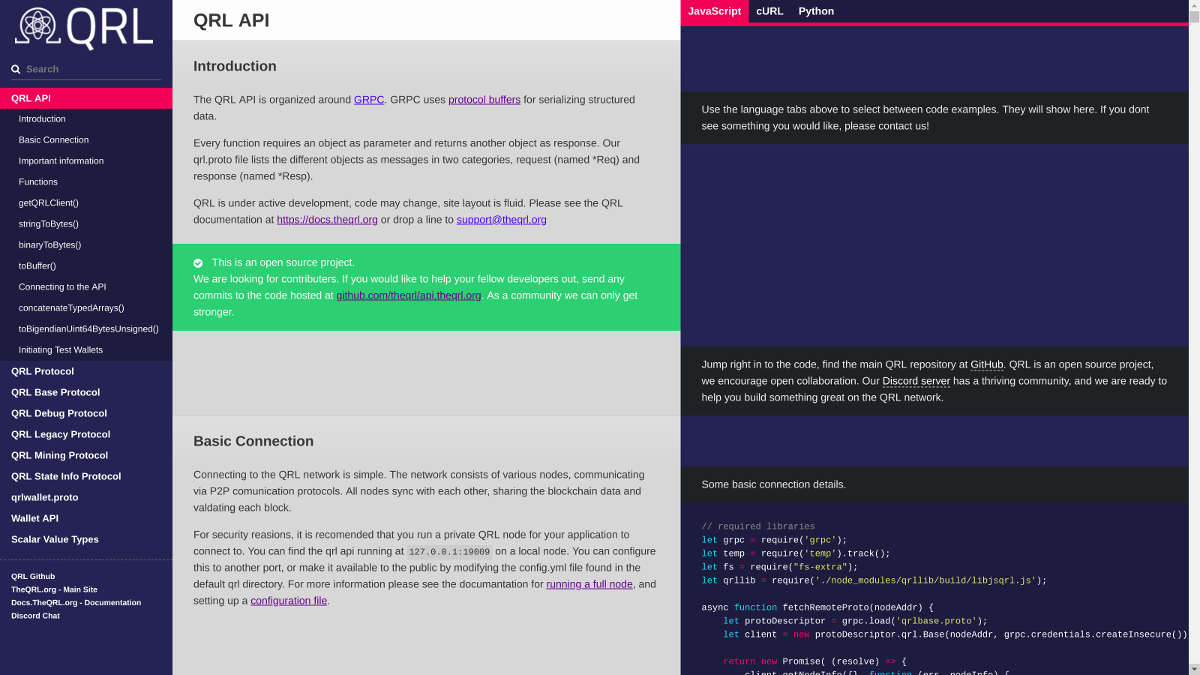 QRL
Search
QRL API
Introduction
Basic Connection
Important information
Functions
getQRLClient()
stringToBytes()
binaryToBytes()
toBuffer()
Connecting to the API
concatenateTypedArrays()
toBigendianUint64BytesUnsigned()
Initiating Test Wallets
QRL Protocol
QRL Base Protocol
QRL Debug Protocol
QRL Legacy Protocol
QRL Mining Protocol
QRL State Info Protocol
qrlwallet.proto
Wallet API
Scalar Value Types
QRL Github
TheQRL.org - Main Site
Docs.TheQRL.org - Documentation
Discord Chat
QRL API
Introduction
The QRL API is organized around GRPC. GRPC uses protocol buffers for serializing structured
data.
Every function requires an object as parameter and returns another object as response. Our
qrl.proto file lists the different objects as messages in two categories, request (named *Req) and
response (named *Resp).
QRL is under active development, code may change, site layout is fluid. Please see the QRL
documentation at https://docs.theqrl.org or drop a line to support@theqrl.org
This is an open source project.
We are looking for contributers. If you would like to help your fellow developers out, send any
commits to the code hosted at github.com/theqrl/api.theqrl.org. As a community we can only get
stronger.
Basic Connection
Connecting to the QRL network is simple. The network consists of various nodes, communicating
via P2P comunication protocols. All nodes sync with each other, sharing the blockchain data and
valdating each block.
For security reasons, it is recomended that you run a private QRL node for your application to
connect to. You can find the qrl api running at 127.0.0.1:19009 on a local node. You can configure
this to another port, or make it available to the public by modifying the config.yml file found in the
default qrl directory. For more information please see the documantation for running a full node, and
setting up a configuration file.
JavaScript cURL Python
Use the language tabs above to select between code examples. They will show here. If you dont
see something you would like, please contact us!
Jump right in to the code, find the main QRL repository at GitHub. QRL is an open source project,
we encourage open collaboration. Our Discord server has a thriving community, and we are ready to
help you build something great on the QRL network.
Some basic connection details.
// required libraries
let grpc = require('grpc');
let temp = require('temp').track();
let fs = require("fs-extra");
let qrllib = require('./node_modules/qrllib/build/libjsqrl.js');
async function fetchRemoteProto(nodeAddr) {
let protoDescriptor = grpc.load('qrlbase.proto');
let client = new protoDescriptor.qrl.Base(nodeAddr, grpc.credentials.createInsecure())
return new Promise( (resolve) => {
client.getNodeInfo({}, function (err, nodeInfo) {